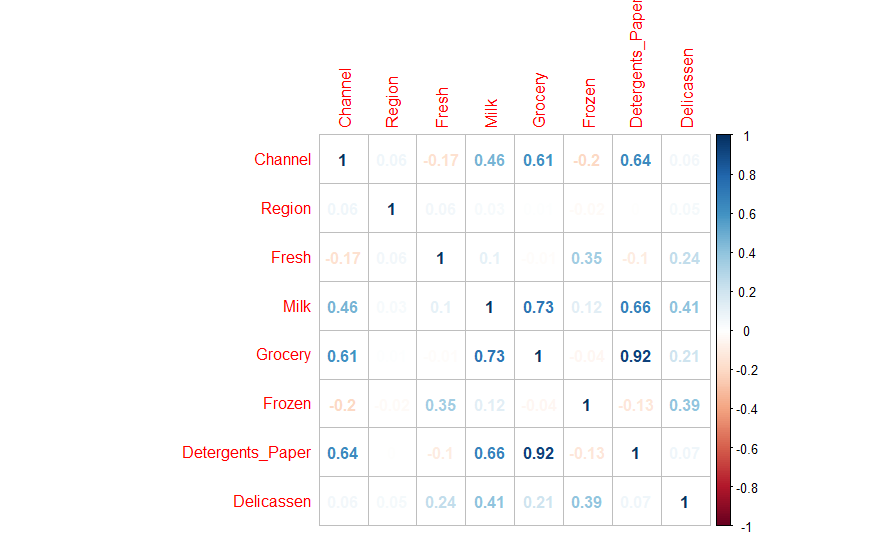 Channel Region Fresh Milk Grocery Frozen Detergents_Paper Delicassen
Channel 1 0.06 -0.17 0.46 0.61 -0.2 0.64 0.06 1
0.8
Region 0.06 1 0.06 0.03 -0.02 0.05
0.6
Fresh -0.17 0.06 1 0.1 -0.01 0.35 -0.1 0.24
0.4
0.2
Milk 0.46 0.03 0.1 1 0.73 0.12 0.66 0.41
0
Grocery 0.61 -0.01 0.73 1 -0.04 0.92 0.21
-0.2
Frozen -0.2 -0.02 0.35 0.12 -0.04 1 -0.13 0.39
-0.4
-0.6
Detergents_Paper 0.64 -0.1 0.66 0.92 -0.13 1 0.07
-0.8
Delicassen 0.06 0.05 0.24 0.41 0.21 0.39 0.07 1
-1